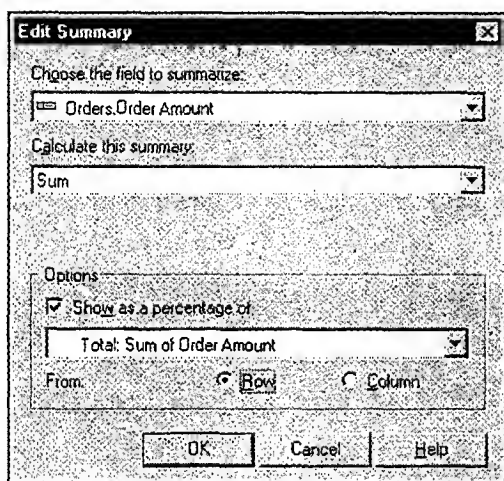 Edit Summary
Choose the field to summarize:
Orders.Order Amount
Calculate this summary:
Sum
Options
Show as a percentage of
Total: Sum of Order Amount
From: Row Column
OK Cancel Help